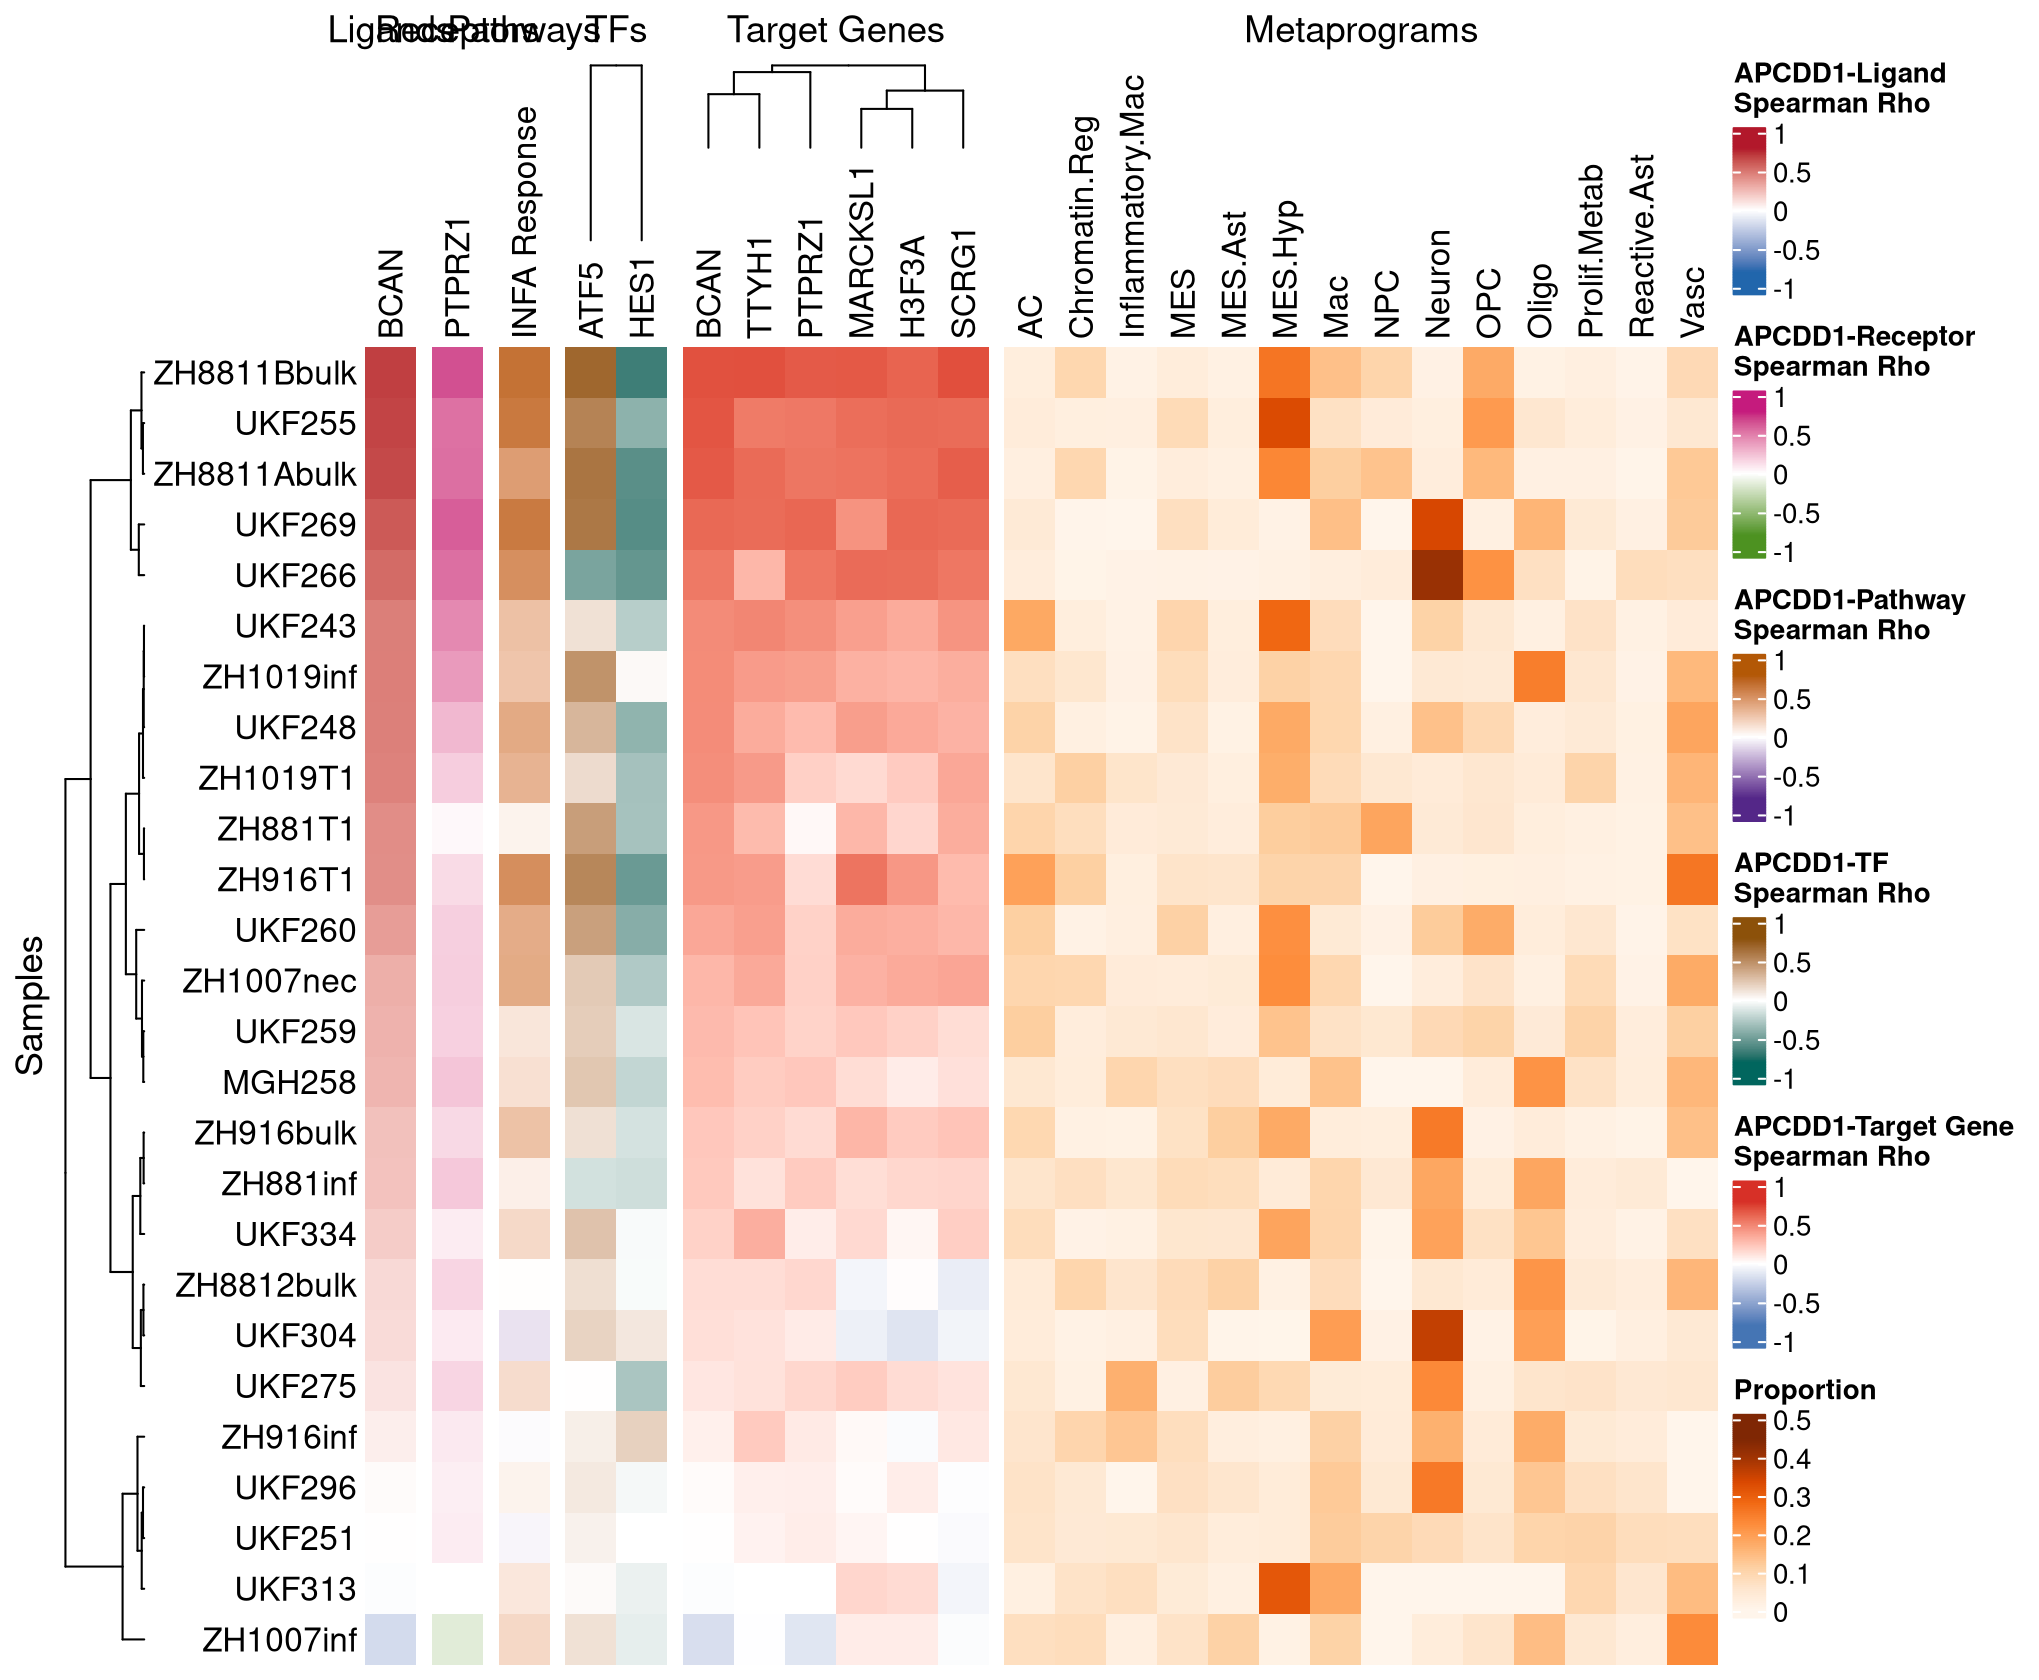 Ligands
Receptors
Pathways
TFs
Target Genes
Metaprograms
BCAN
PTPRZ1
INFA Response
ATF5
HES1
BCAN
TTYH1
PTPRZ1
MARCKSL1
H3F3A
SCRG1
AC
Chromatin.Reg
Inflammatory.Mac
MES
MES.Ast
MES.Hyp
Mac
NPC
Neuron
OPC
Oligo
Prolif.Metab
Reactive.Ast
Vasc
Samples
ZH8811Bbulk
UKF255
ZH8811Abulk
UKF269
UKF266
UKF243
ZH1019inf
UKF248
ZH1019T1
ZH881T1
ZH916T1
UKF260
ZH1007nec
UKF259
MGH258
ZH916bulk
ZH881inf
UKF334
ZH8812bulk
UKF304
UKF275
ZH916inf
UKF296
UKF251
UKF313
ZH1007inf
APCDD1-Ligand
Spearman Rho
1
0.5
0
-0.5
-1
APCDD1-Receptor
Spearman Rho
1
0.5
0
-0.5
-1
APCDD1-Pathway
Spearman Rho
1
0.5
0
-0.5
-1
APCDD1-TF
Spearman Rho
1
0.5
0
-0.5
-1
APCDD1-Target Gene
Spearman Rho
1
0.5
0
-0.5
-1
Proportion
0.5
0.4
0.3
0.2
0.1
0